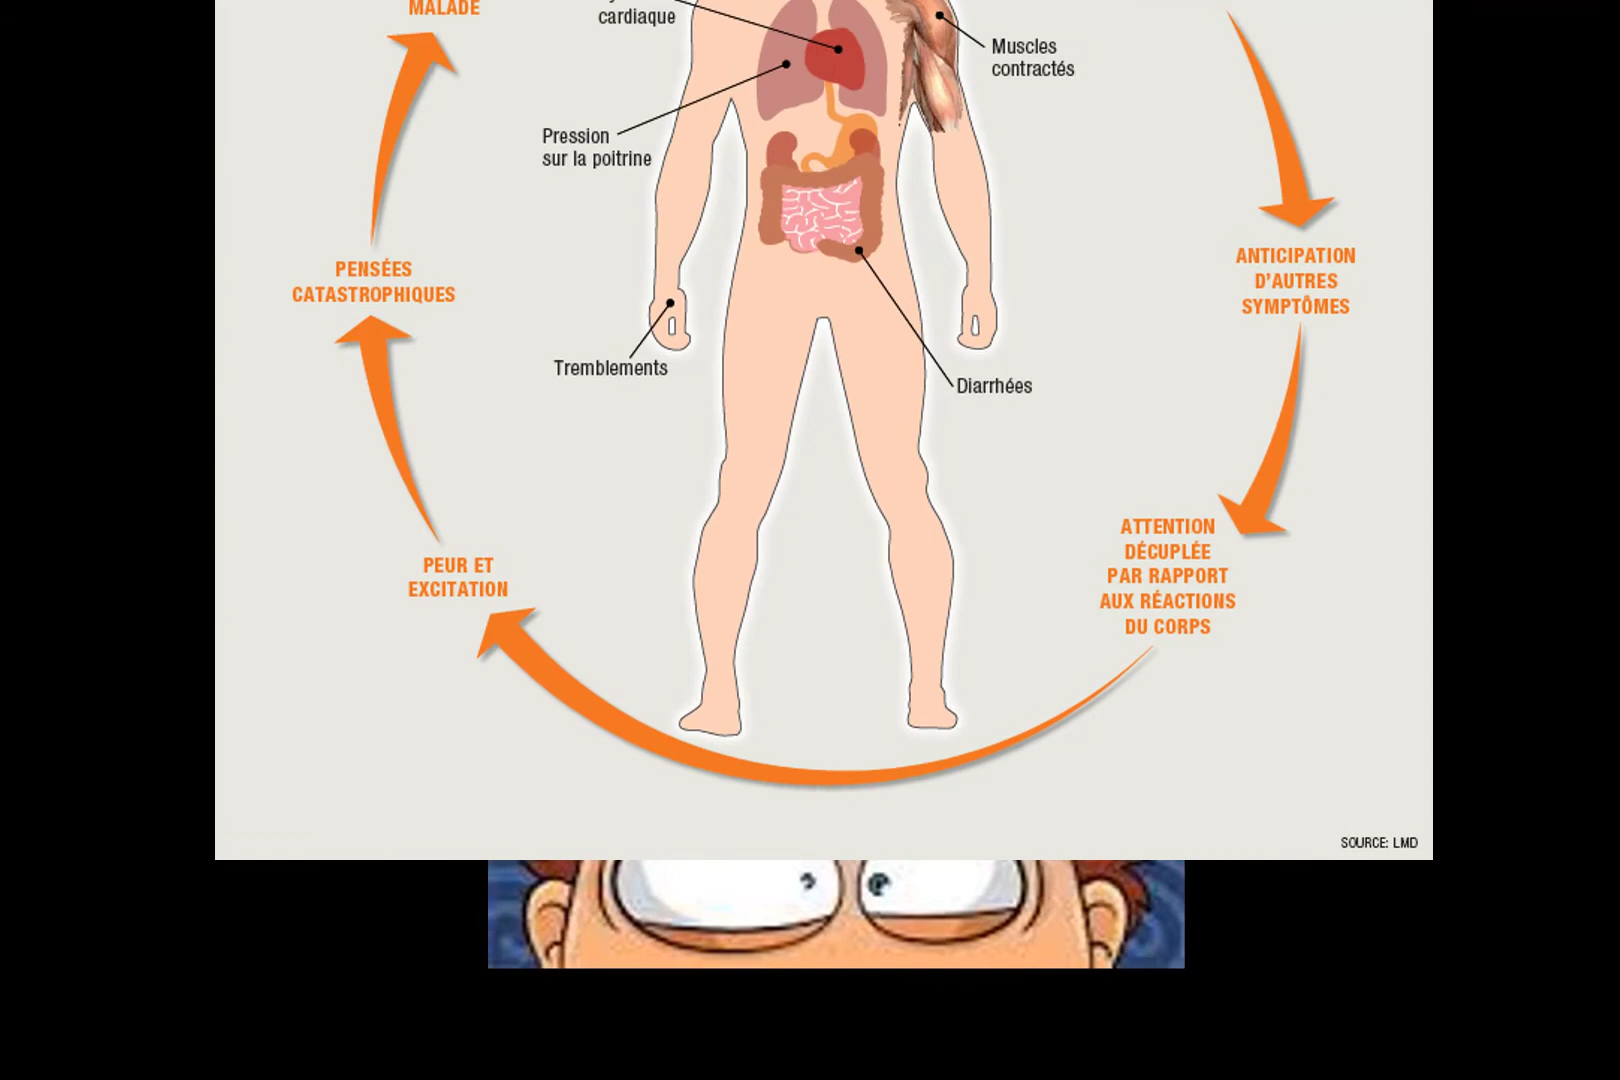 MALADE
cardiaque
Muscles
contractés
Pression
sur la poitrine
PENSÉES
CATASTROPHIQUES
ANTICIPATION
D’AUTRES
SYMPTÔMES
Tremblements
Diarrhées
ATTENTION
DÉCUPLÉE
PAR RAPPORT
AUX RÉACTIONS
DU CORPS
PEUR ET
EXCITATION
SOURCE: LMD